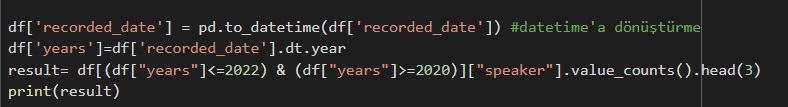 df['recorded_date'] = pd.to_datetime(df['recorded_date']) #datetime'a dönüştürme
df['years']=df['recorded_date'].dt.year
result= df[(df["years"]<=2022) & (df["years"]>=2020)]["speaker"].value_counts().head(3)
print(result)